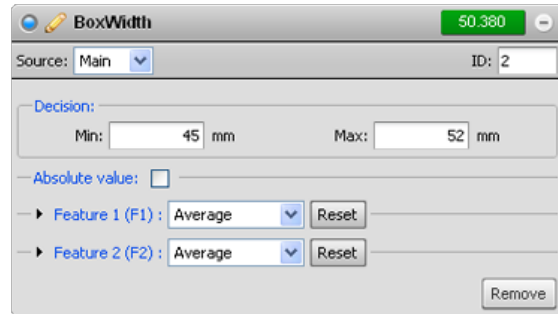 BoxWidth 50.380
Source: Main ID: 2
Decision:
Min: 45 mm Max: 52 mm
Absolute value:
Feature 1 (F1) : Average Reset
Feature 2 (F2) : Average Reset
Remove